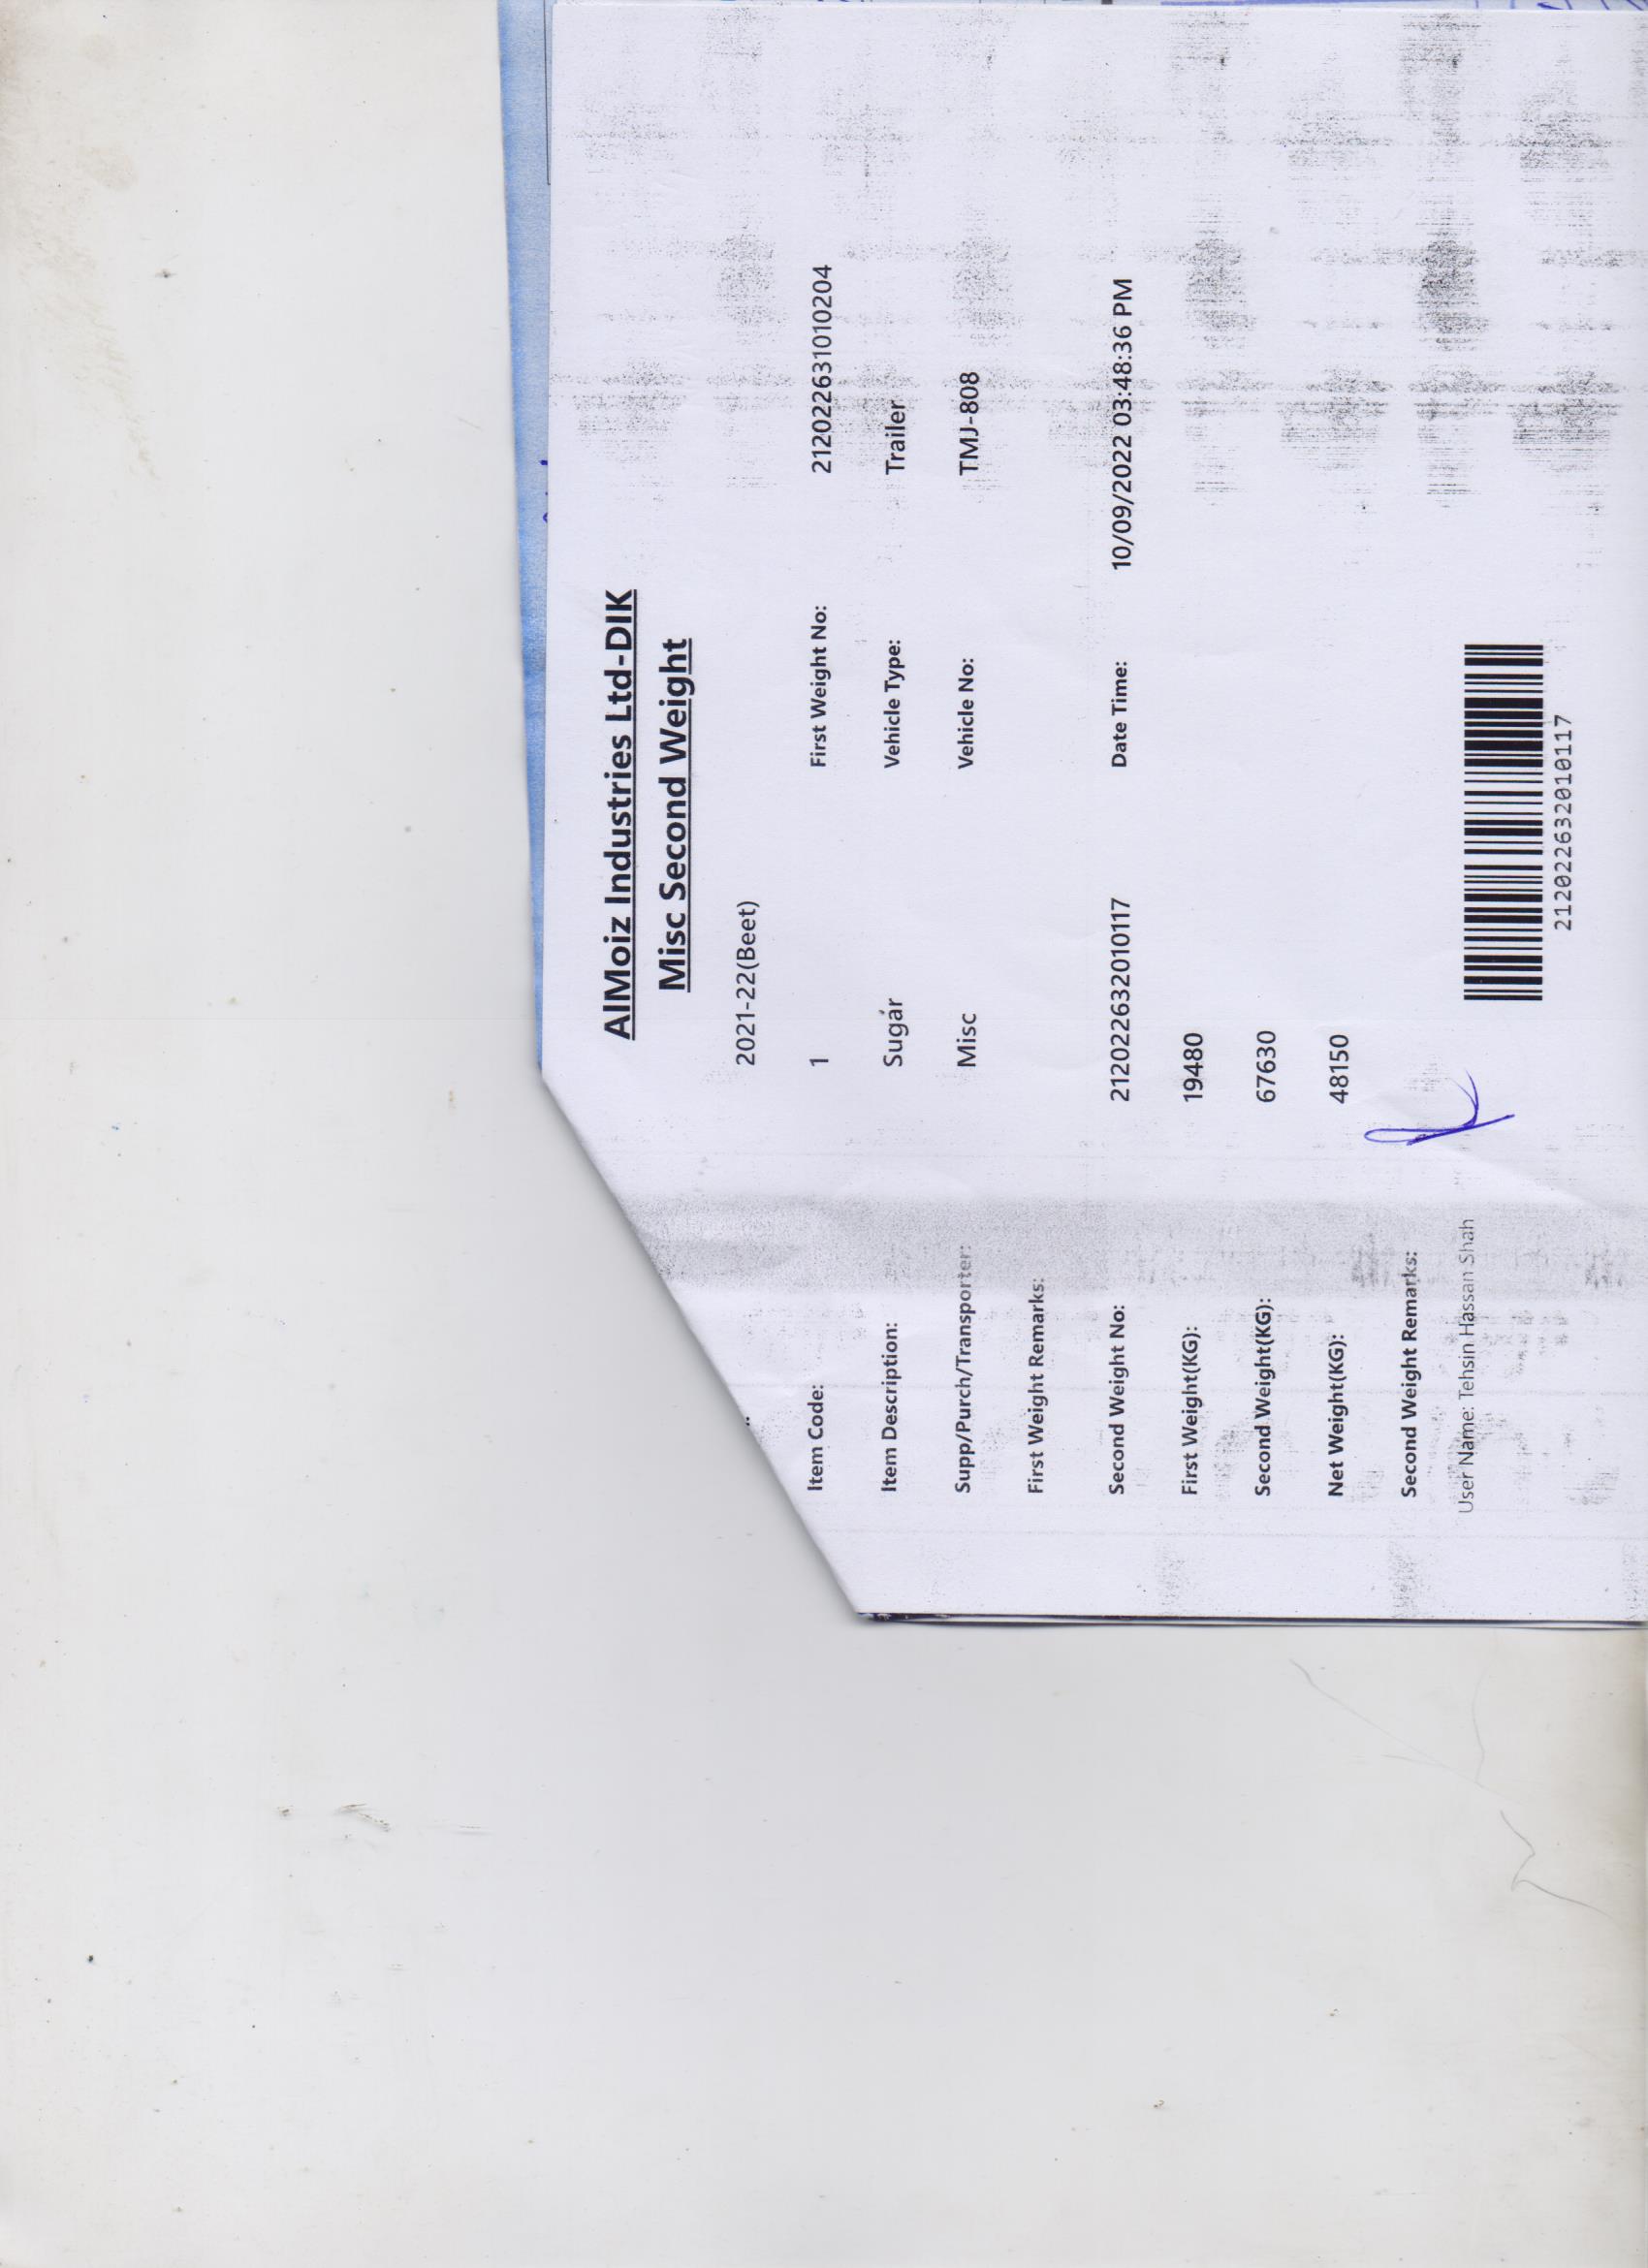 AlMoiz Industries Ltd-DIK
Misc Second Weight
: 2021-22(Beet)
Item Code: 1 First Weight No: 212022631010204
Item Description: Sugar Vehicle Type: Trailer
Supp/Purch/Transporter: Misc Vehicle No: TMJ-808
First Weight Remarks:
Second Weight No: 212022632010117 Date Time: 10/09/2022 03:48:36 PM
First Weight(KG): 19480
Second Weight(KG): 67630
Net Weight(KG): 48150
Second Weight Remarks:
User Name: Tehsin Hassan Shah
212022632010117